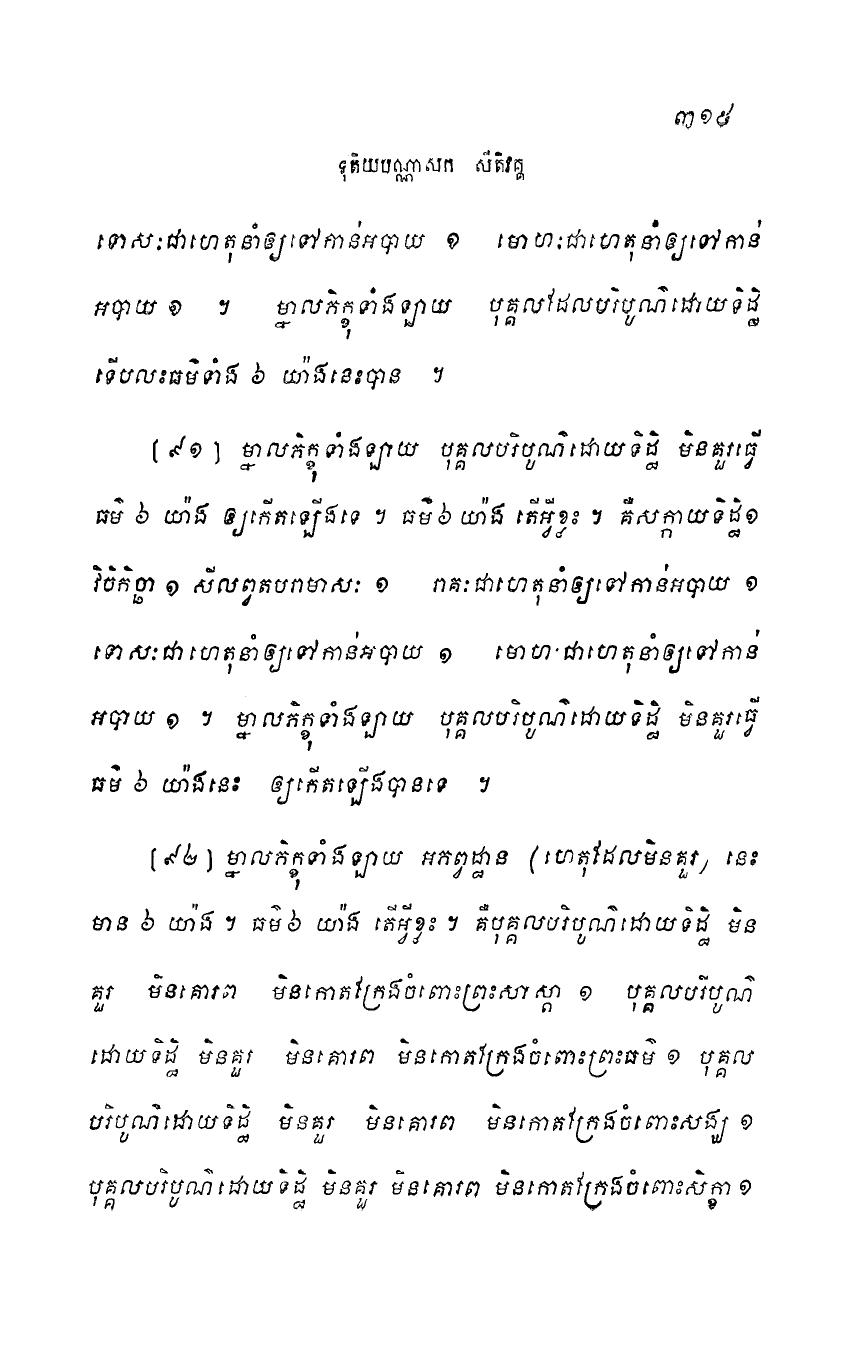 ៣១៥
ទុតិយបណ្ណាសក សីតិវគ្គ
ទោសៈជាហេតុនាំឲ្យទៅកាន់អបាយ ១ មោហៈជាហេតុនាំឲ្យទៅកាន់
អបាយ ១ ។ ម្នាលភិក្ខុទាំងឡាយ បុគ្គលដែលបរិបូណ៌ដោយទិដ្ឋិ
ទើបលះធម៌ទាំង ៦ យ៉ាងនេះបាន ។
[៩១] ម្នាលភិក្ខុទាំងឡាយ បុគ្គលបរិបូណ៌ដោយទិដ្ឋិ មិនគួរធ្វើ
ធម៌ ៦ យ៉ាង ឲ្យកើតឡើងទេ ។ ធម៌ ៦ យ៉ាង តើអ្វីខ្លះ ។ គឺសក្កាយទិដ្ឋិ ១
វិចិកិច្ឆា ១ សីលព្វតបរាមាសៈ ១ រាគៈជាហេតុនាំឲ្យទៅកាន់អបាយ ១
ទោសៈជាហេតុនាំឲ្យទៅកាន់អបាយ ១ មោហៈជាហេតុនាំឲ្យទៅកាន់
អបាយ ១ ។ ម្នាលភិក្ខុទាំងឡាយ បុគ្គលបរិបូណ៌ដោយទិដ្ឋិ មិនគួរធ្វើ
ធម៌ ៦ យ៉ាងនេះ ឲ្យកើតឡើងបានទេ ។
[៩២] ម្នាលភិក្ខុទាំងឡាយ អភព្វដ្ឋាន (ហេតុដែលមិនគួរ) នេះ
មាន ៦ យ៉ាង ។ ធម៌ ៦ យ៉ាង តើអ្វីខ្លះ ។ គឺបុគ្គលបរិបូណ៌ដោយទិដ្ឋិ មិន
គួរ មិនគោរព មិនកោតក្រែងចំពោះព្រះសាស្តា ១ បុគ្គលបរិបូណ៌
ដោយទិដ្ឋិ មិនគួរ មិនគោរព មិនកោតក្រែងចំពោះព្រះធម៌ ១ បុគ្គល
បរិបូណ៌ដោយទិដ្ឋិ មិនគួរ មិនគោរព មិនកោតក្រែងចំពោះសង្ឃ ១
បុគ្គលបរិបូណ៌ដោយទិដ្ឋិ មិនគួរ មិនគោរព មិនកោតក្រែងចំពោះសិក្ខា ១